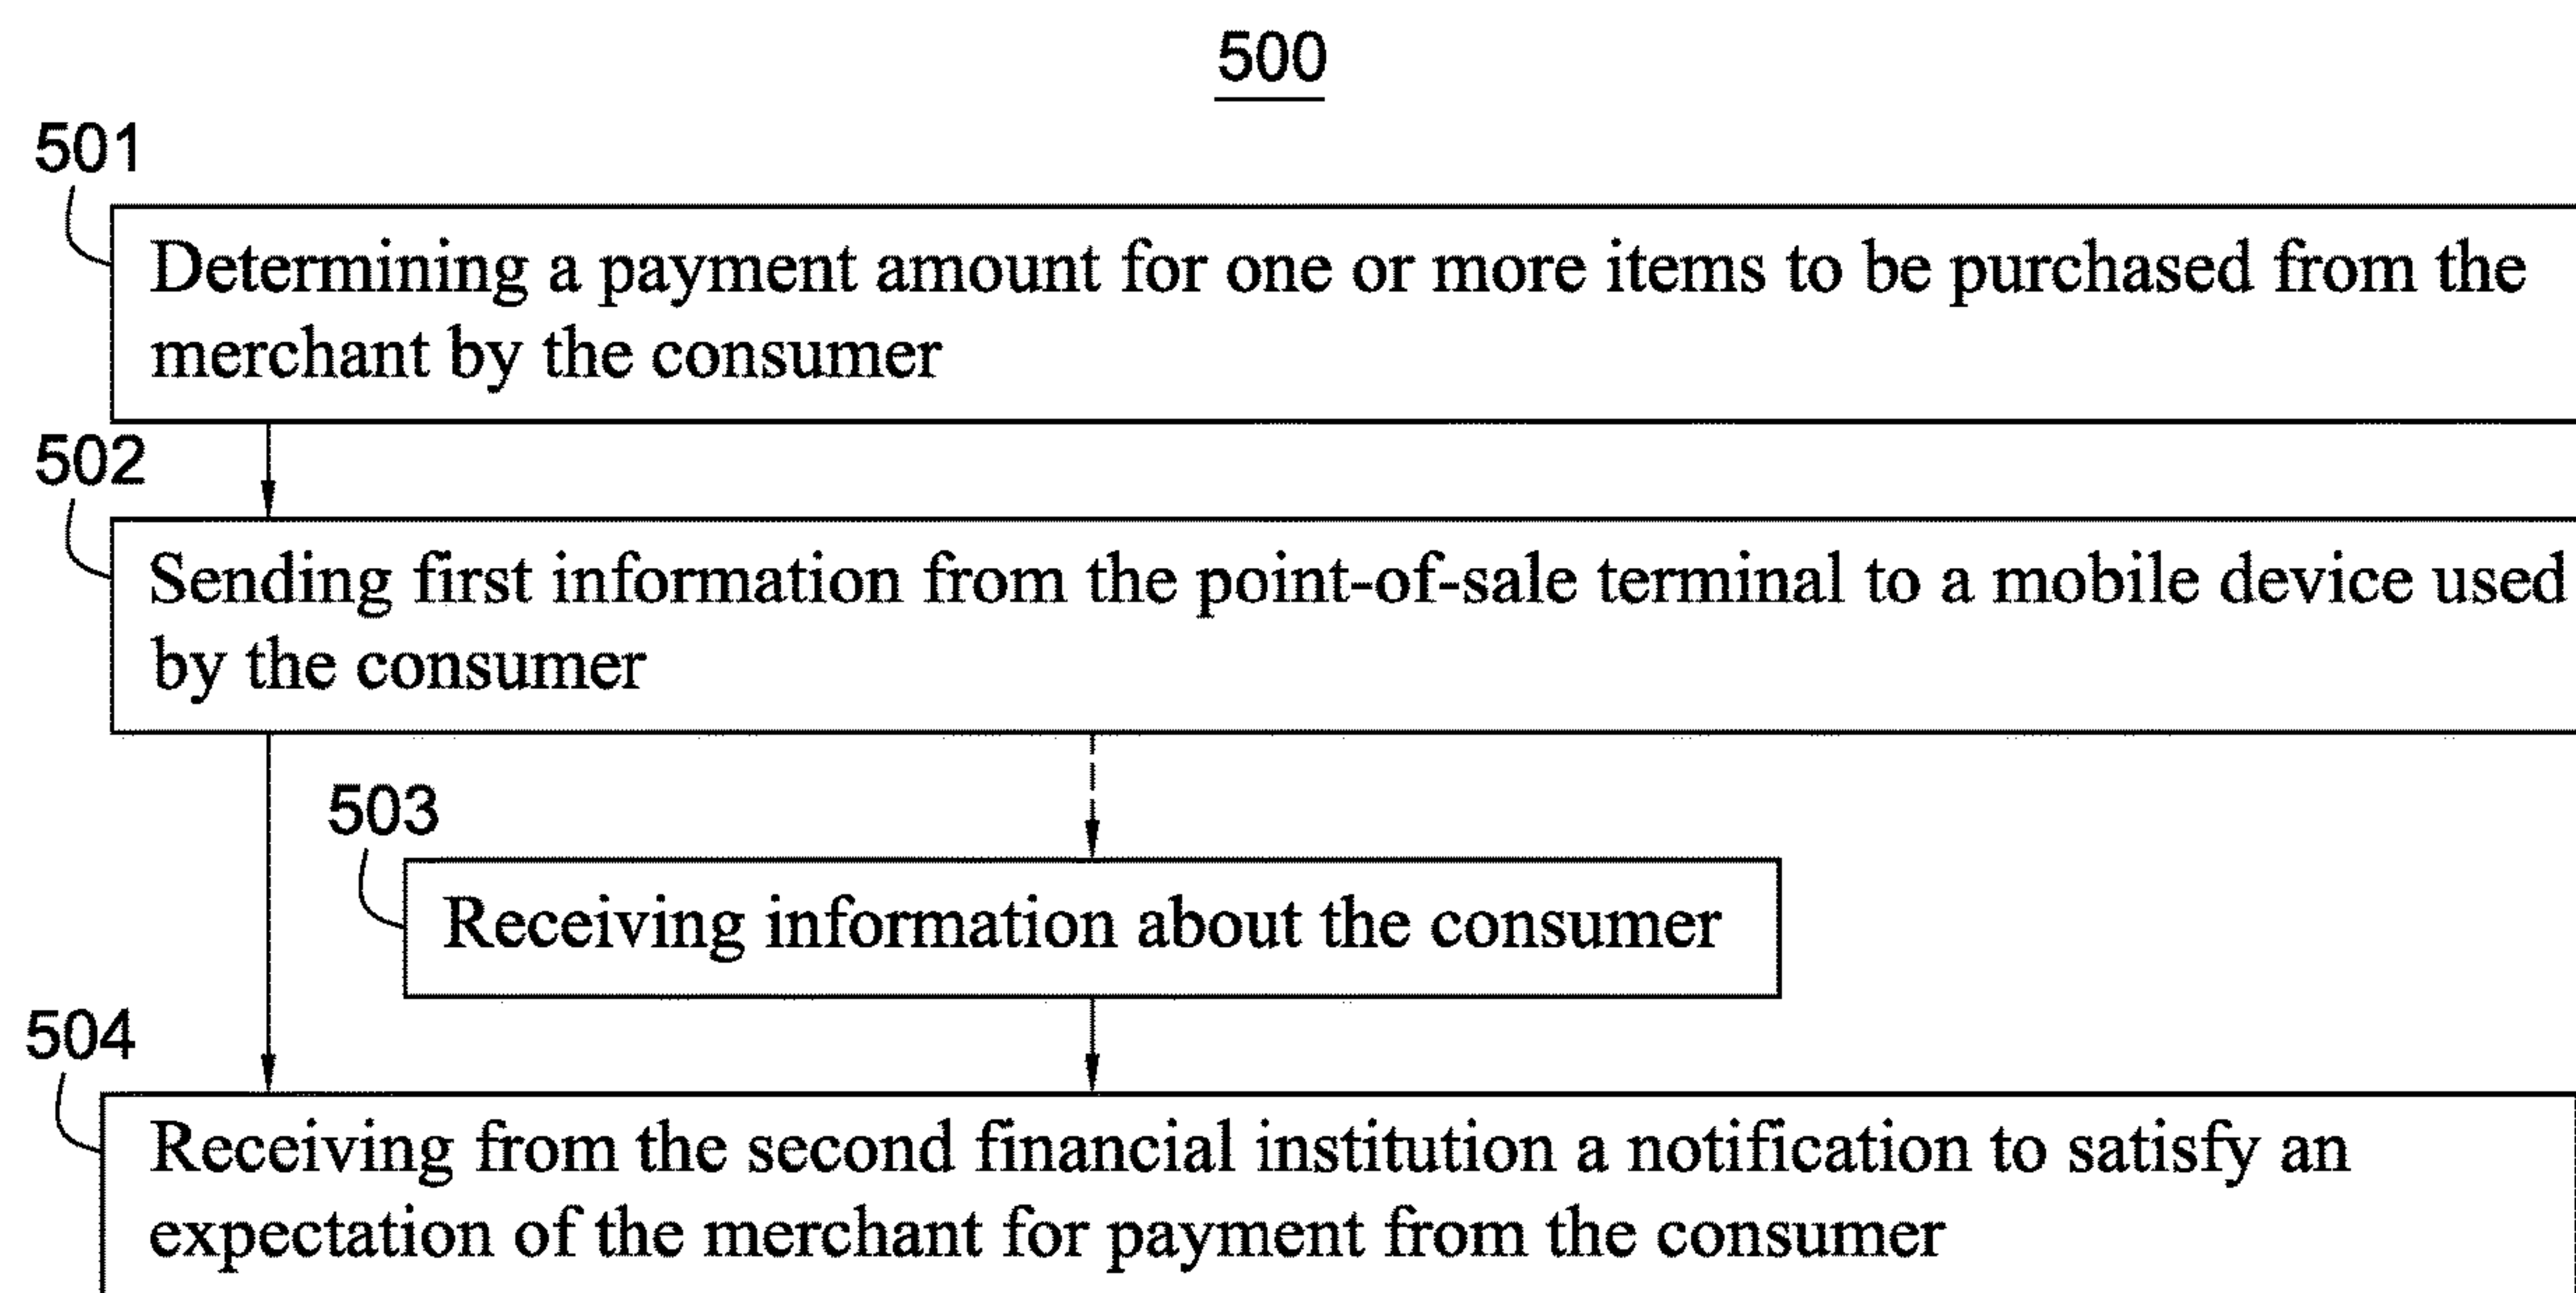 500
501
Determining a payment amount for one or more items to be purchased from the
merchant by the consumer
502
Sending first information from the point-of-sale terminal to a mobile device used
by the consumer
503
Receiving information about the consumer
504
Receiving from the second financial institution a notification to satisfy an
expectation of the merchant for payment from the consumer